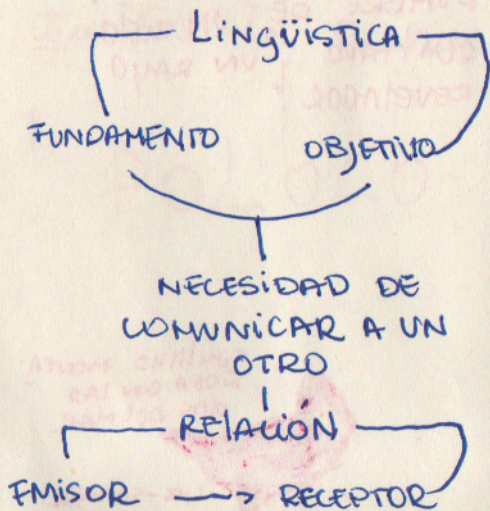 LINGÜISTICA
FUNDAMENTO OBJETIVO
NECESIDAD DE
COMUNICAR A UN
OTRO
RELACIÓN
EMISOR RECEPTOR